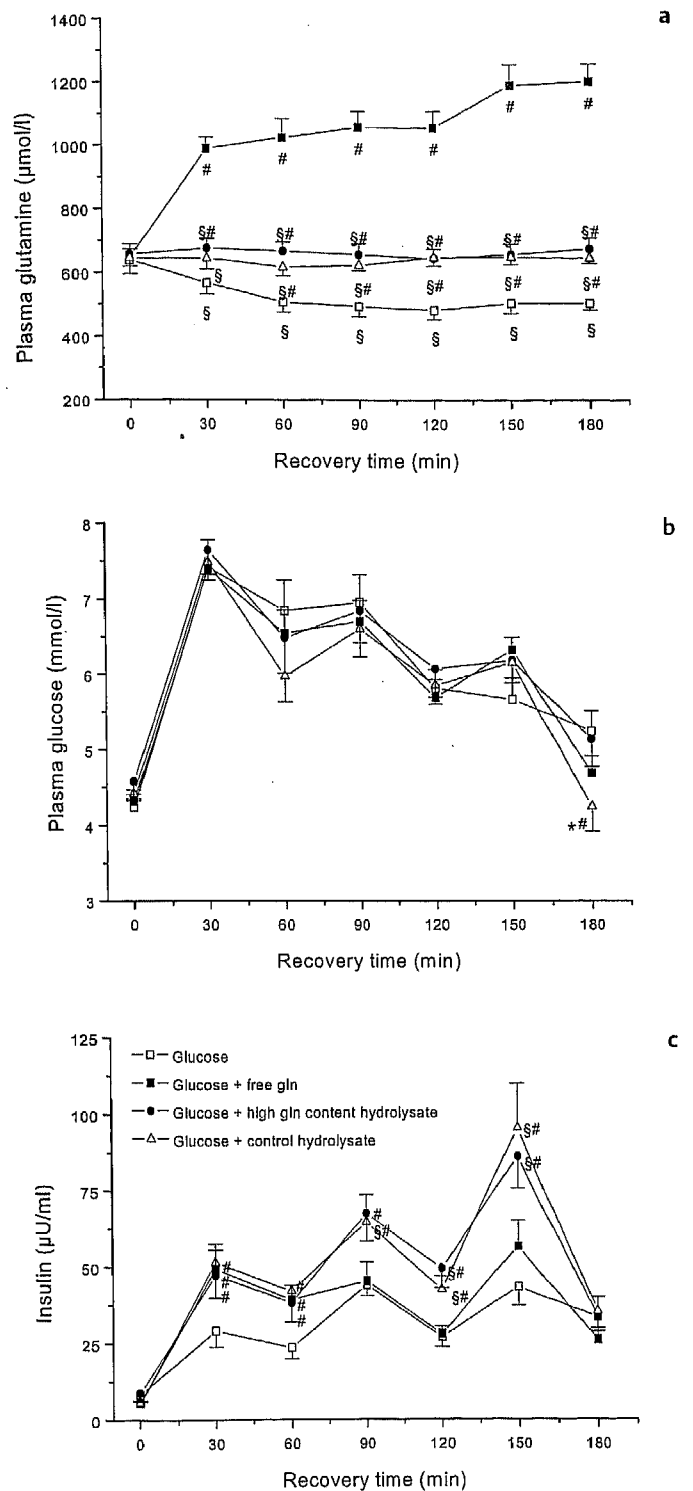 a
1400
1200
1000
800
600
400
200
Plasma glutamine (µmol/l)
# # # # # #
§# §# §# §# §# §#
§ §# §# §# §# §#
§ § § § § §
0 30 60 90 120 150 180
Recovery time (min)
b
8
7
6
5
4
3
Plasma glucose (mmol/l)
*#
0 30 60 90 120 150 180
Recovery time (min)
c
125
100
75
50
25
0
Insulin (µU/ml)
Glucose
Glucose + free gln
Glucose + high gln content hydrolysate
Glucose + control hydrolysate
§#
§#
#
§#
§#
§#
#
#
#
#
#
#
0 30 60 90 120 150 180
Recovery time (min)